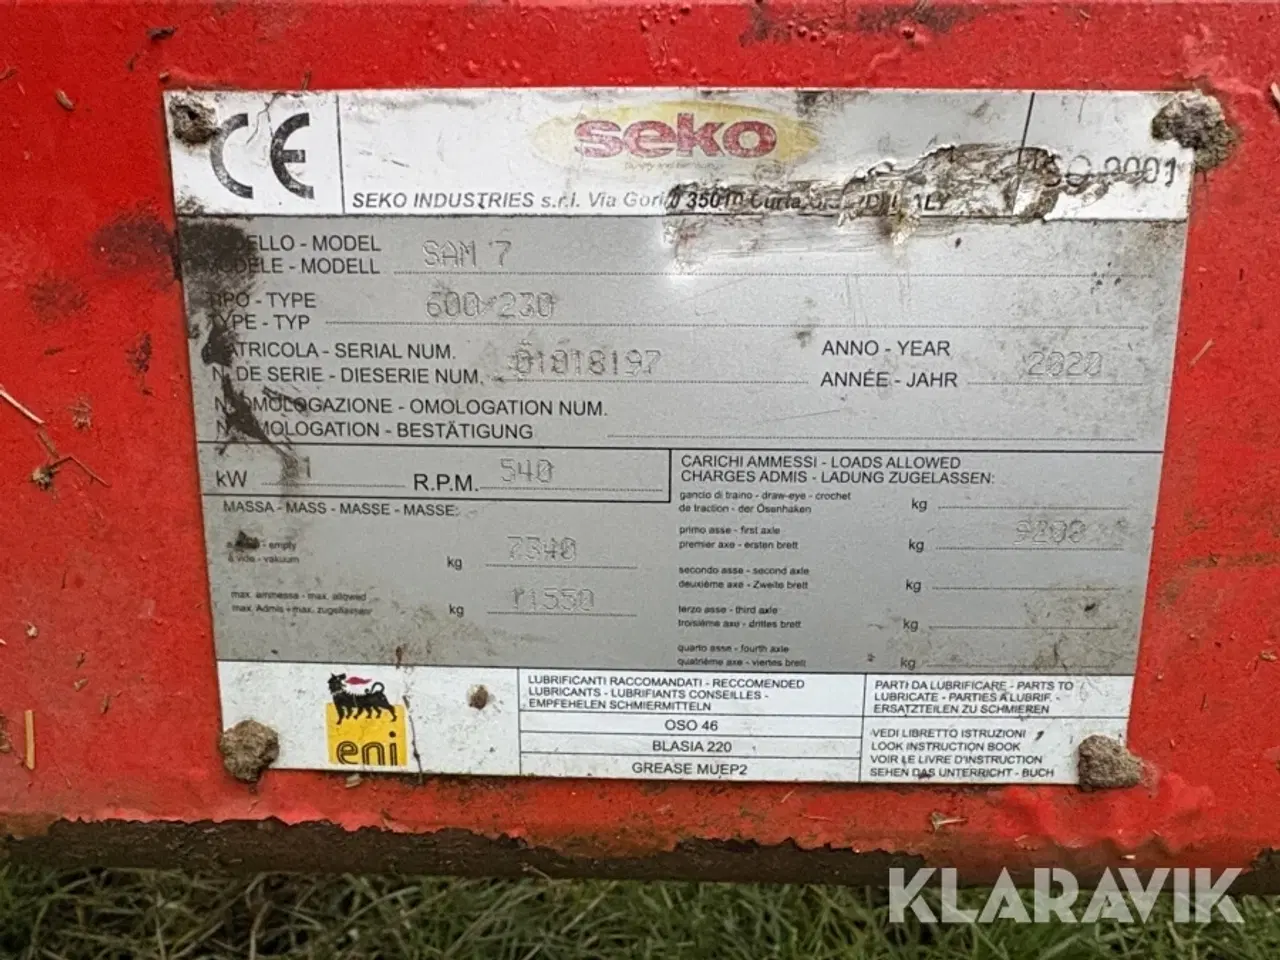 CE
seko
ISO 9001
SEKO INDUSTRIES s.r.l. Via Gorizia 35010 Curtarolo (PD) ITALY
MODELLO - MODEL
MODÈLE - MODELL
SAM 7
TIPO - TYPE
TYPE - TYP
600/230
MATRICOLA - SERIAL NUM.
N. DE SERIE - DIESERIE NUM.
01018197
ANNO - YEAR
ANNÉE - JAHR
2020
N. OMOLOGAZIONE - OMOLOGATION NUM.
N. OMOLOGATION - BESTÄTIGUNG
kW
R.P.M. 540
CARICHI AMMESSI - LOADS ALLOWED
CHARGES ADMIS - LADUNG ZUGELASSEN:
gancio di traino - draw-eye - crochet
de traction - der Ösenhaken
kg
MASSA - MASS - MASSE - MASSE:
primo asse - first axle
premier axe - ersten brett
kg 9200
- empty
à vide - vakuum
kg
secondo asse - second axle
deuxième axe - Zweite brett
kg
max. ammessa - max. allowed
max. Admis - max. zugelassen
kg 11550
terzo asse - third axle
troisième axe - drittes brett
kg
quarto asse - fourth axle
quatrième axe - viertes brett
kg
eni
LUBRIFICANTI RACCOMANDATI - RECCOMENDED
LUBRICANTS - LUBRIFIANTS CONSEILLES -
EMPFEHELEN SCHMIERMITTELN
OSO 46
BLASIA 220
GREASE MUEP2
PARTI DA LUBRIFICARE - PARTS TO
LUBRICATE - PARTIES A LUBRIF. -
ERSATZTEILEN ZU SCHMIEREN
VEDI LIBRETTO ISTRUZIONI
LOOK INSTRUCTION BOOK
VOIR LE LIVRE D'INSTRUCTION
SEHEN DAS UNTERRICHT - BUCH
KLARAVIK